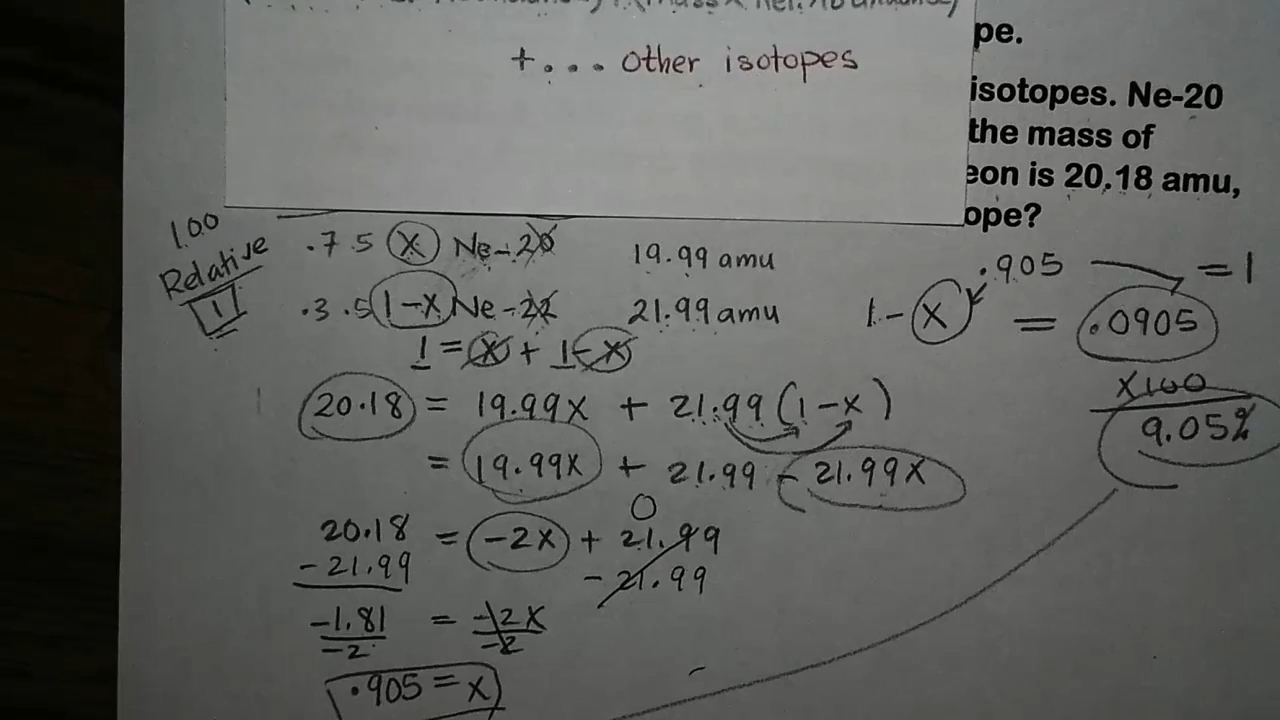 +... other isotopes
pe.
isotopes. Ne-20
the mass of
eon is 20.18 amu,
ope?
1.00
Relative
1
.75 x Ne-20 19.99 amu
.3.5 1-x Ne-22 21.99 amu
1 = x + 1-x
.905 = 1
1-x = .0905
x100
9.05%
20.18 = 19.99x + 21.99(1-x)
= 19.99x + 21.99 - 21.99x
0
20.18 = -2x + 21.99
-21.99 -21.99
-1.81 = -2x
-2 -2
.905 = x